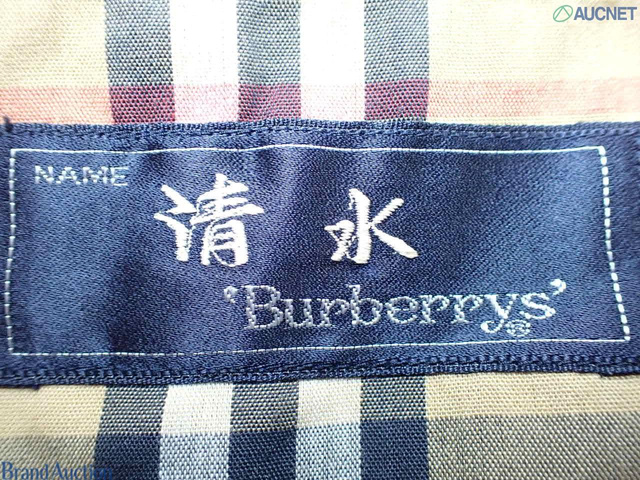 AUCNET
NAME
清水
'Burberrys'®
Brand Auction